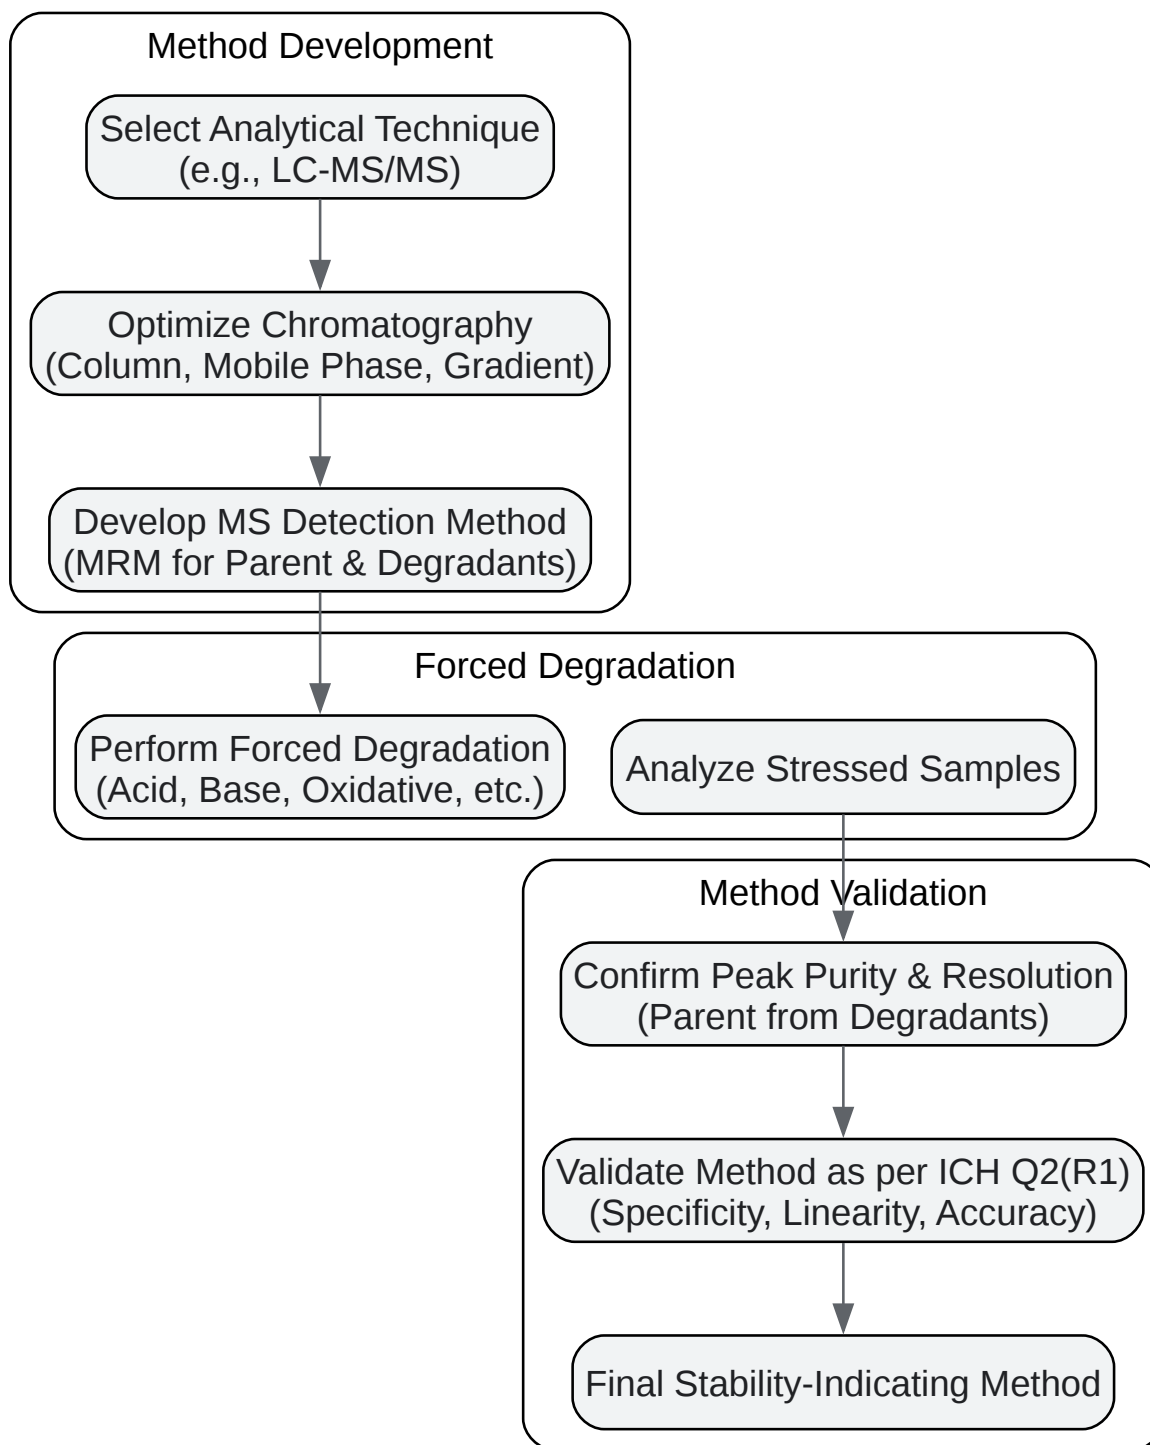 Method Development
Select Analytical Technique
(e.g., LC-MS/MS)
Optimize Chromatography
(Column, Mobile Phase, Gradient)
Develop MS Detection Method
(MRM for Parent & Degradants)
Forced Degradation
Perform Forced Degradation
(Acid, Base, Oxidative, etc.)
Analyze Stressed Samples
Method Validation
Confirm Peak Purity & Resolution
(Parent from Degradants)
Validate Method as per ICH Q2(R1)
(Specificity, Linearity, Accuracy)
Final Stability-Indicating Method